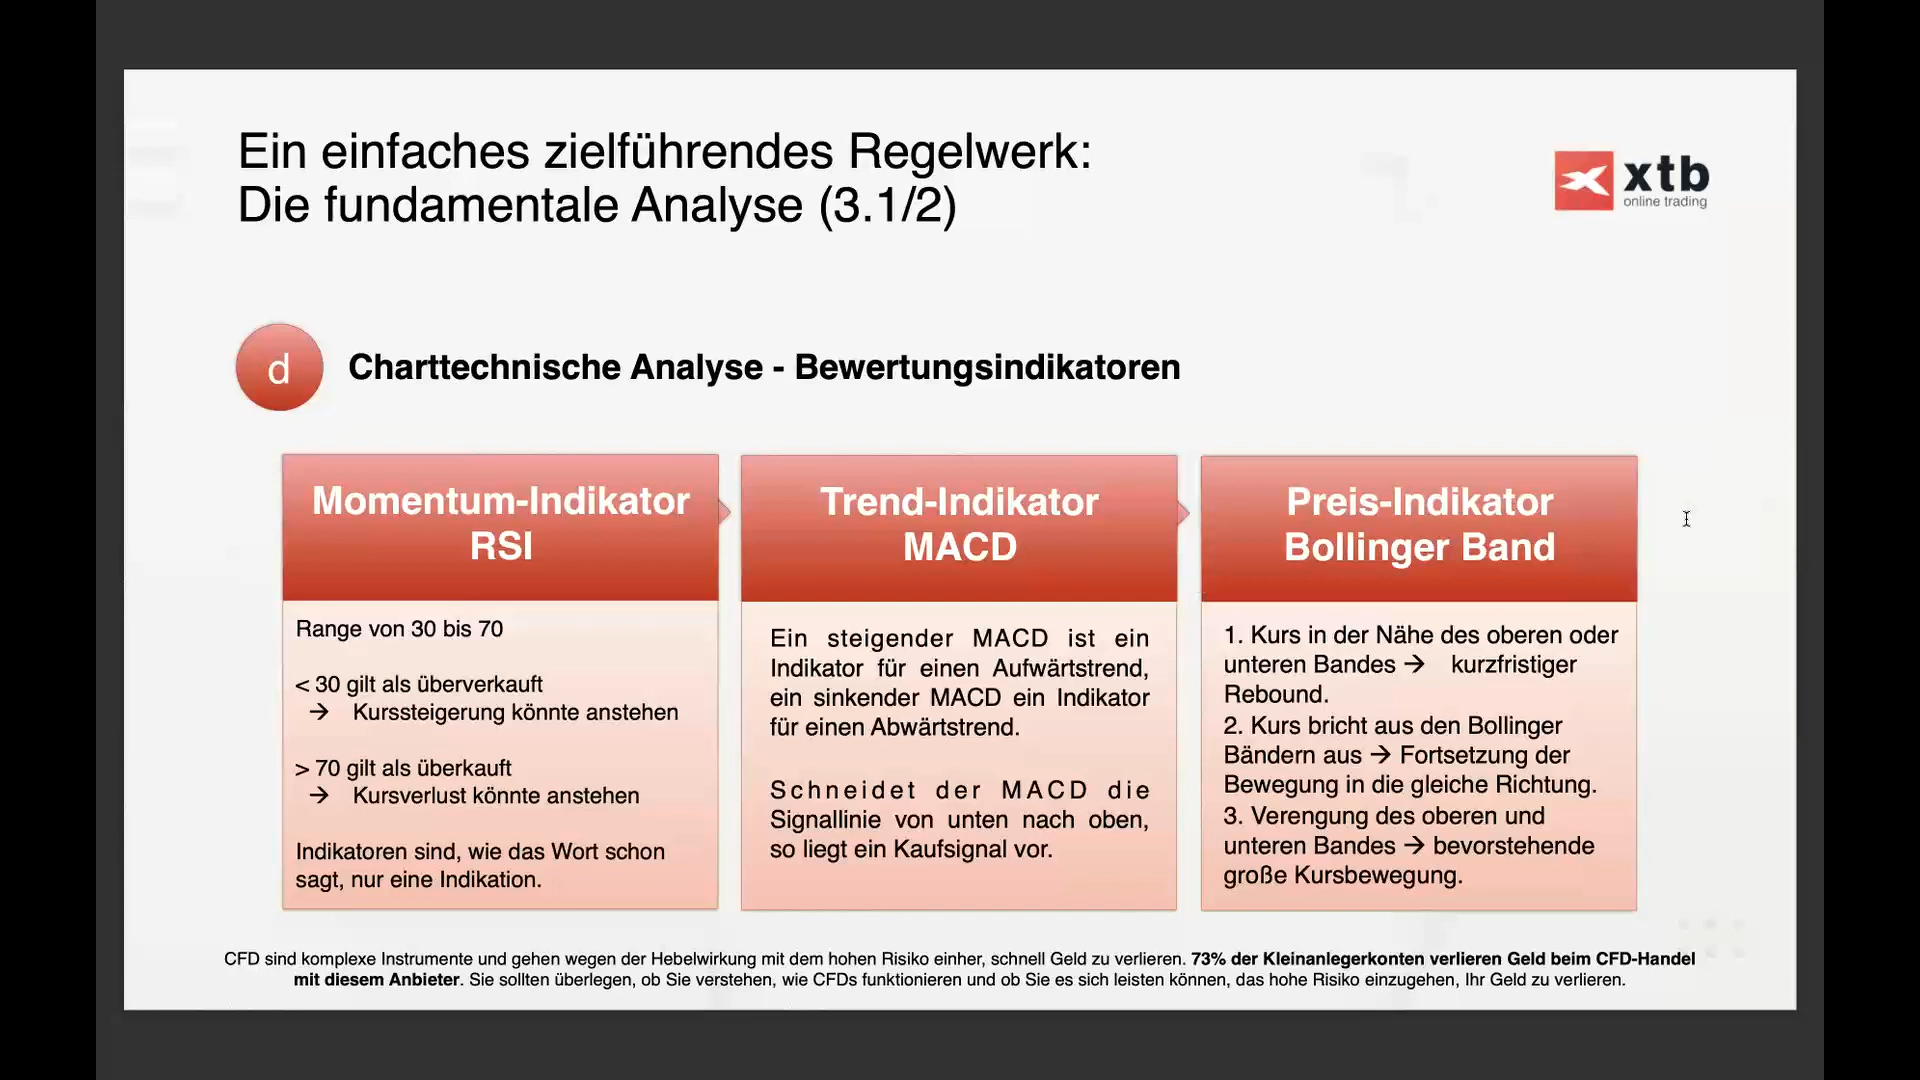 Ein einfaches zielführendes Regelwerk:
Die fundamentale Analyse (3.1/2)
xtb
online trading
d
Charttechnische Analyse - Bewertungsindikatoren
Momentum-Indikator
RSI
Range von 30 bis 70
< 30 gilt als überverkauft
→ Kurssteigerung könnte anstehen
> 70 gilt als überkauft
→ Kursverlust könnte anstehen
Indikatoren sind, wie das Wort schon
sagt, nur eine Indikation.
Trend-Indikator
MACD
Ein steigender MACD ist ein
Indikator für einen Aufwärtstrend,
ein sinkender MACD ein Indikator
für einen Abwärtstrend.
Schneidet der MACD die
Signallinie von unten nach oben,
so liegt ein Kaufsignal vor.
Preis-Indikator
Bollinger Band
1. Kurs in der Nähe des oberen oder
unteren Bandes → kurzfristiger
Rebound.
2. Kurs bricht aus den Bollinger
Bändern aus → Fortsetzung der
Bewegung in die gleiche Richtung.
3. Verengung des oberen und
unteren Bandes → bevorstehende
große Kursbewegung.
CFD sind komplexe Instrumente und gehen wegen der Hebelwirkung mit dem hohen Risiko einher, schnell Geld zu verlieren. 73% der Kleinanlegerkonten verlieren Geld beim CFD-Handel
mit diesem Anbieter. Sie sollten überlegen, ob Sie verstehen, wie CFDs funktionieren und ob Sie es sich leisten können, das hohe Risiko einzugehen, Ihr Geld zu verlieren.